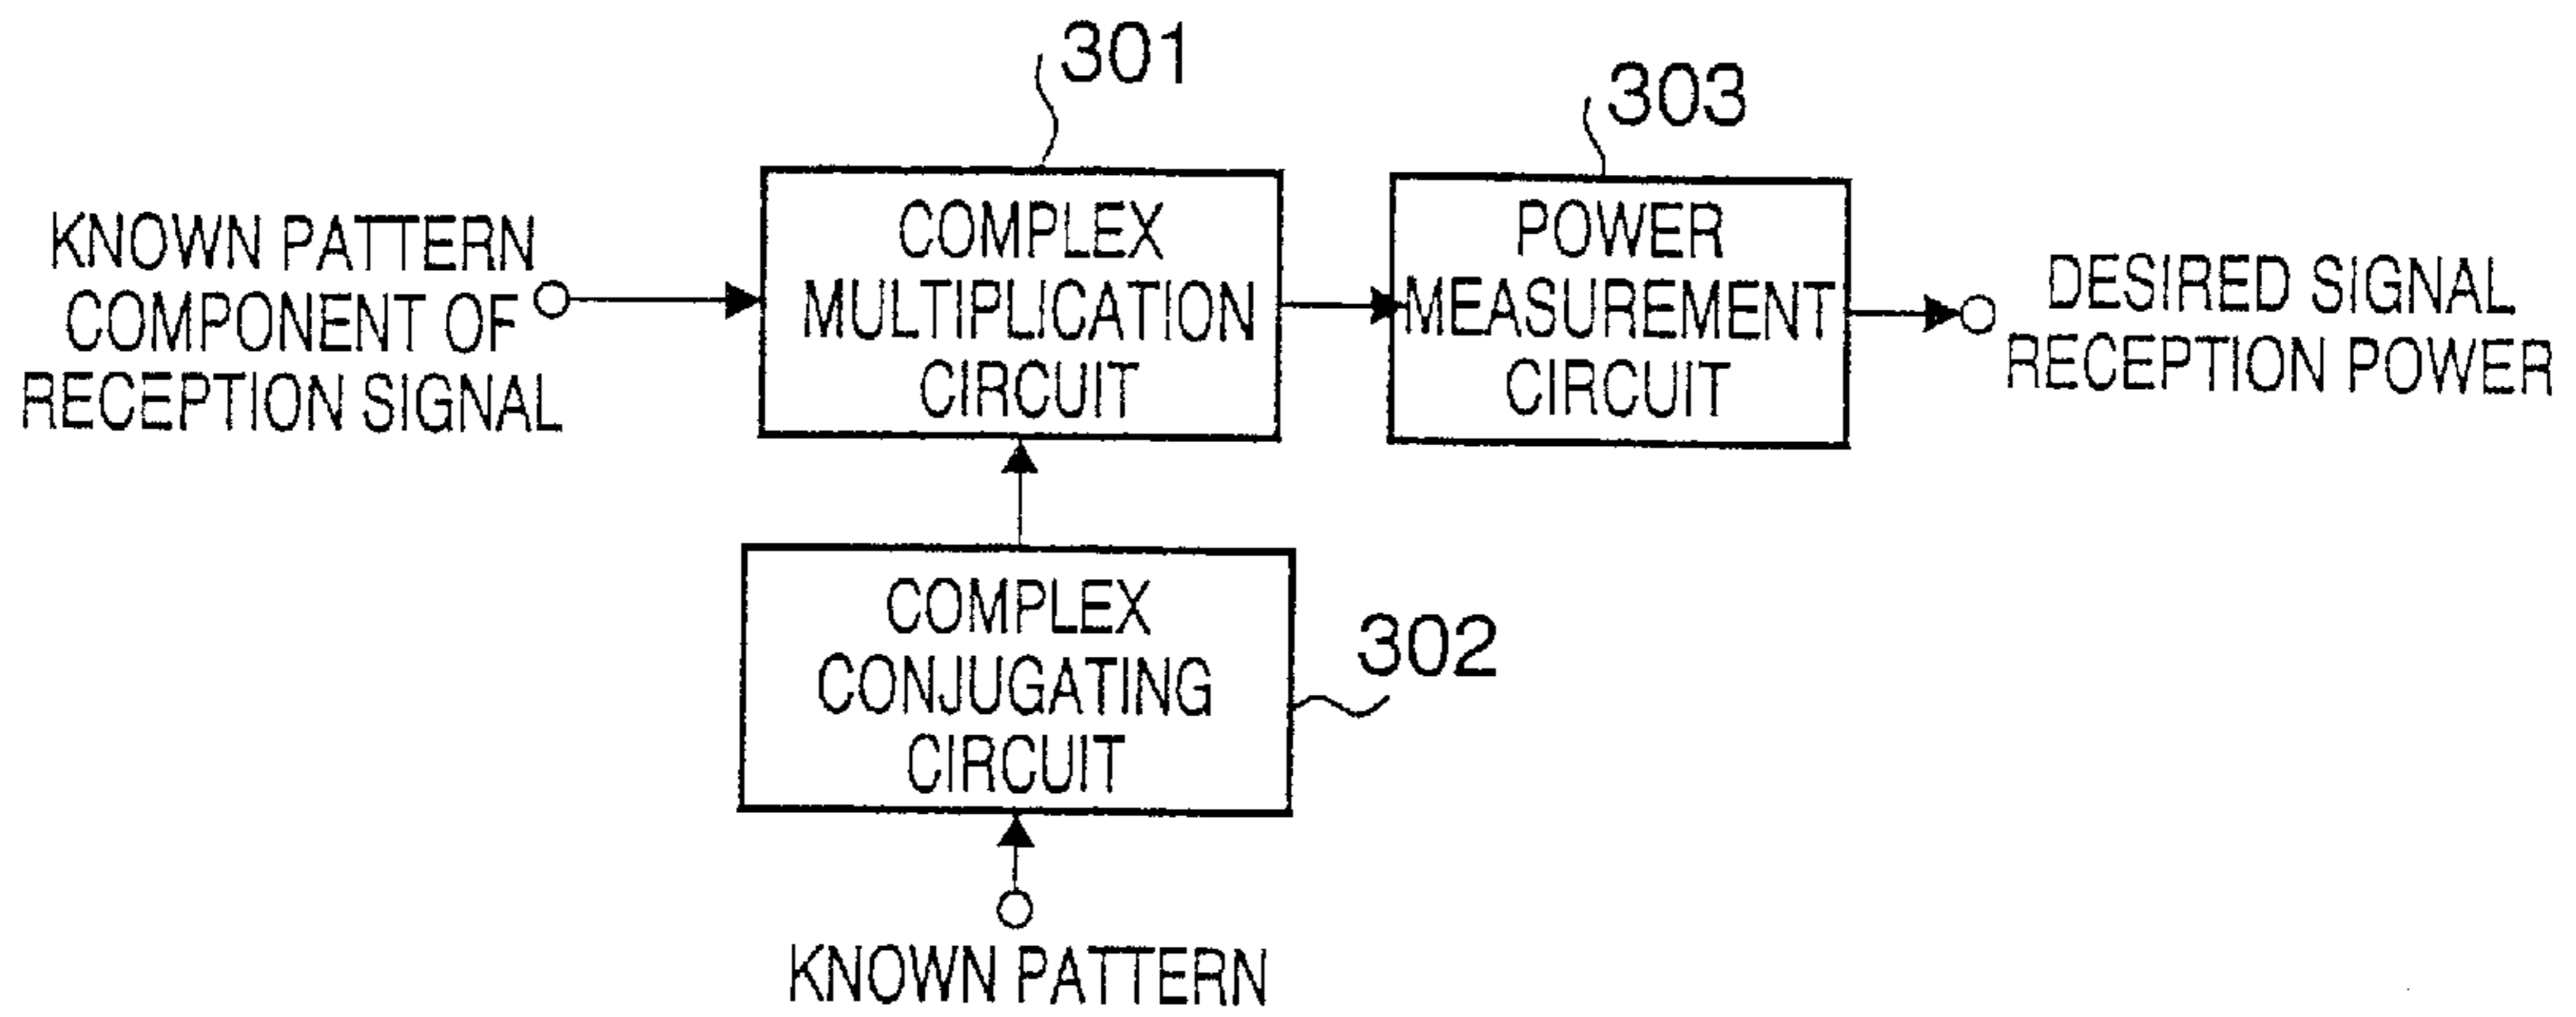 301
303
KNOWN PATTERN
COMPONENT OF
RECEPTION SIGNAL
COMPLEX
MULTIPLICATION
CIRCUIT
POWER
MEASUREMENT
CIRCUIT
DESIRED SIGNAL
RECEPTION POWER
COMPLEX
CONJUGATING
CIRCUIT
302
KNOWN PATTERN